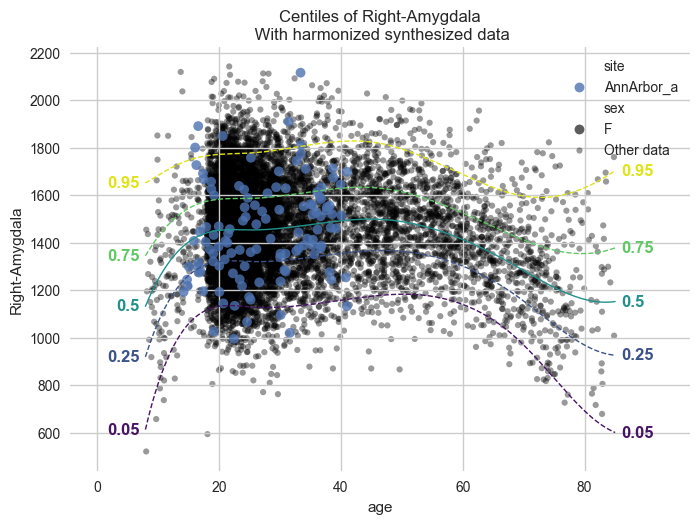 Centiles of Right-Amygdala
With harmonized synthesized data
2200
2000
1800
1600
1400
1200
1000
800
600
Right-Amygdala
0
20
40
60
80
age
site
AnnArbor_a
sex
F
Other data
0.95
0.75
0.5
0.25
0.05
0.95
0.75
0.5
0.25
0.05